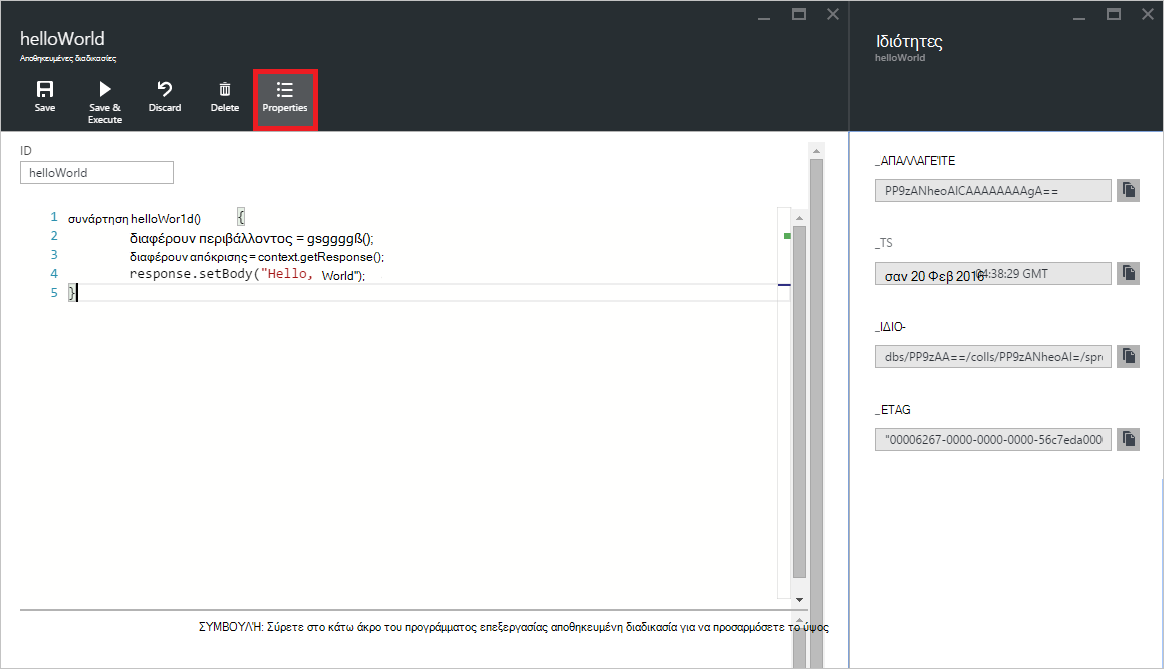 helloWorld
Αποθηκευμένες διαδικασίες
Save
Save & Execute
Discard
Delete
Properties
ID
helloWorld
1 συνάρτηση helloWor1d() {
2 διαφέρουν περιβάλλοντος = gsggggß();
3 διαφέρουν απόκρισης = context.getResponse();
4 response.setBody("Hello, World");
5 }
ΣΥΜΒΟΥΛΉ: Σύρετε στο κάτω άκρο του προγράμματος επεξεργασίας αποθηκευμένη διαδικασία για να προσαρμόσετε το ύψος
Ιδιότητες
helloWorld
_ΑΠΑΛΛΑΓΕΊΤΕ
PP9zANheoAICAAAAAAAAgA==
_TS
σαν 20 Φεβ 2016 04:38:29 GMT
_ΙΔΙΟ-
dbs/PP9zAA==/colls/PP9zANheoAI=/spr
_ETAG
"00006267-0000-0000-0000-56c7eda000